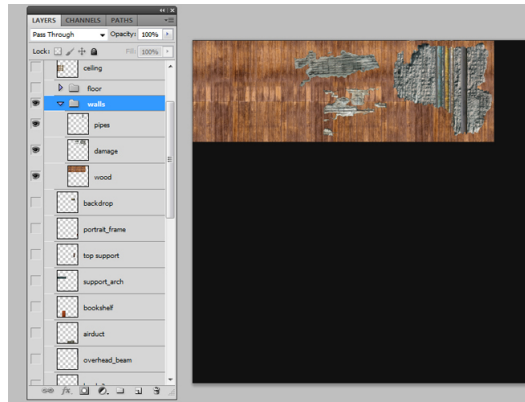 LAYERS CHANNELS PATHS
Pass Through Opacity: 100%
Lock: Fill: 100%
ceiling
floor
walls
pipes
damage
wood
backdrop
portrait_frame
top support
support_arch
bookshelf
airduct
overhead_beam
fx